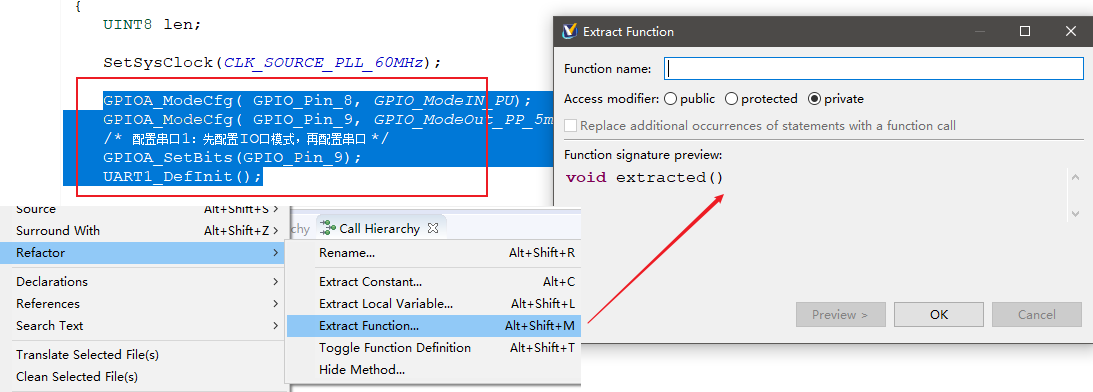 {
UINT8 len;
SetSysClock(CLK_SOURCE_PLL_60MHz);
GPIOA_ModeCfg( GPIO_Pin_8, GPIO_ModeIN_PU);
GPIOA_ModeCfg( GPIO_Pin_9, GPIO_ModeOut_PP_5m
/* 配置串口1：先配置IO口模式，再配置串口 */
GPIOA_SetBits(GPIO_Pin_9);
UART1_DefInit();
Extract Function
Function name:
Access modifier: public protected private
Replace additional occurrences of statements with a function call
Function signature preview:
void extracted()
Preview > OK Cancel
Source Alt+Shift+S >
Surround With Alt+Shift+Z >
Refactor >
Declarations >
References >
Search Text >
Translate Selected File(s)
Clean Selected File(s)
rchy Call Hierarchy
Rename... Alt+Shift+R
Extract Constant... Alt+C
Extract Local Variable... Alt+Shift+L
Extract Function... Alt+Shift+M
Toggle Function Definition Alt+Shift+T
Hide Method...